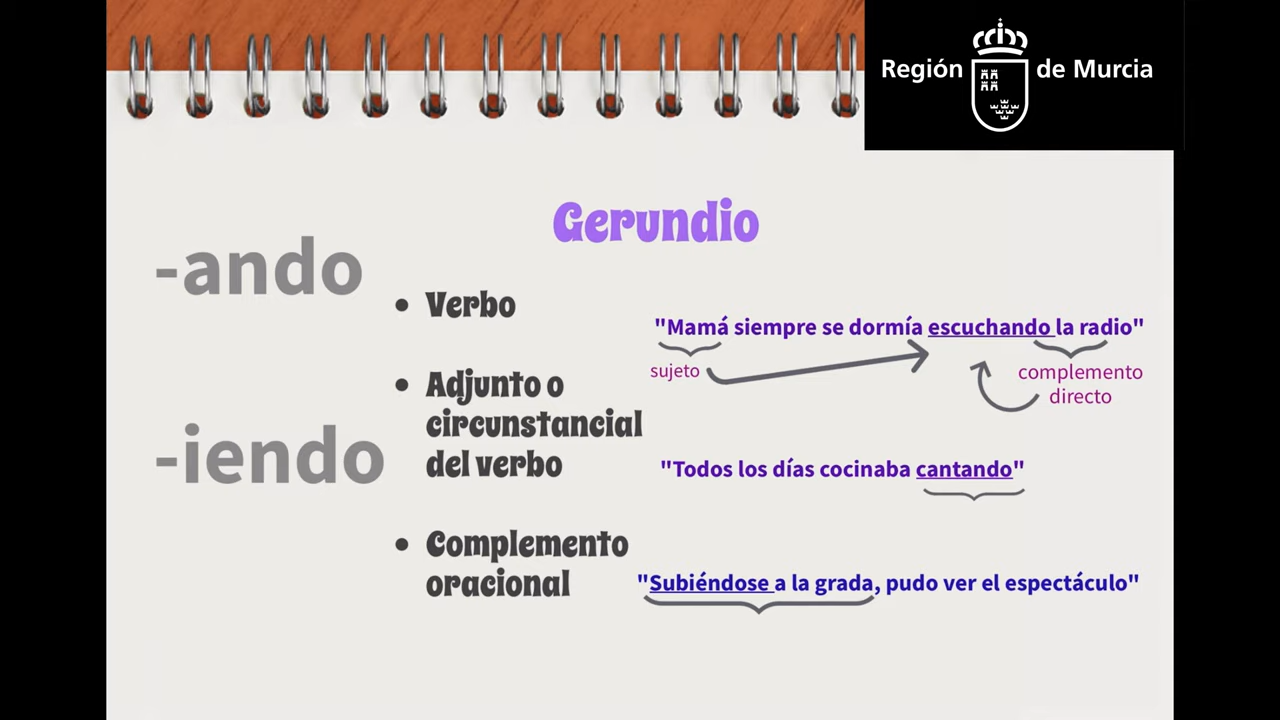 Región de Murcia
Gerundio
-ando
-iendo
• Verbo
"Mamá siempre se dormía escuchando la radio"
sujeto
complemento
directo
• Adjunto o
circunstancial
del verbo
"Todos los días cocinaba cantando"
• Complemento
oracional
"Subiéndose a la grada, pudo ver el espectáculo"